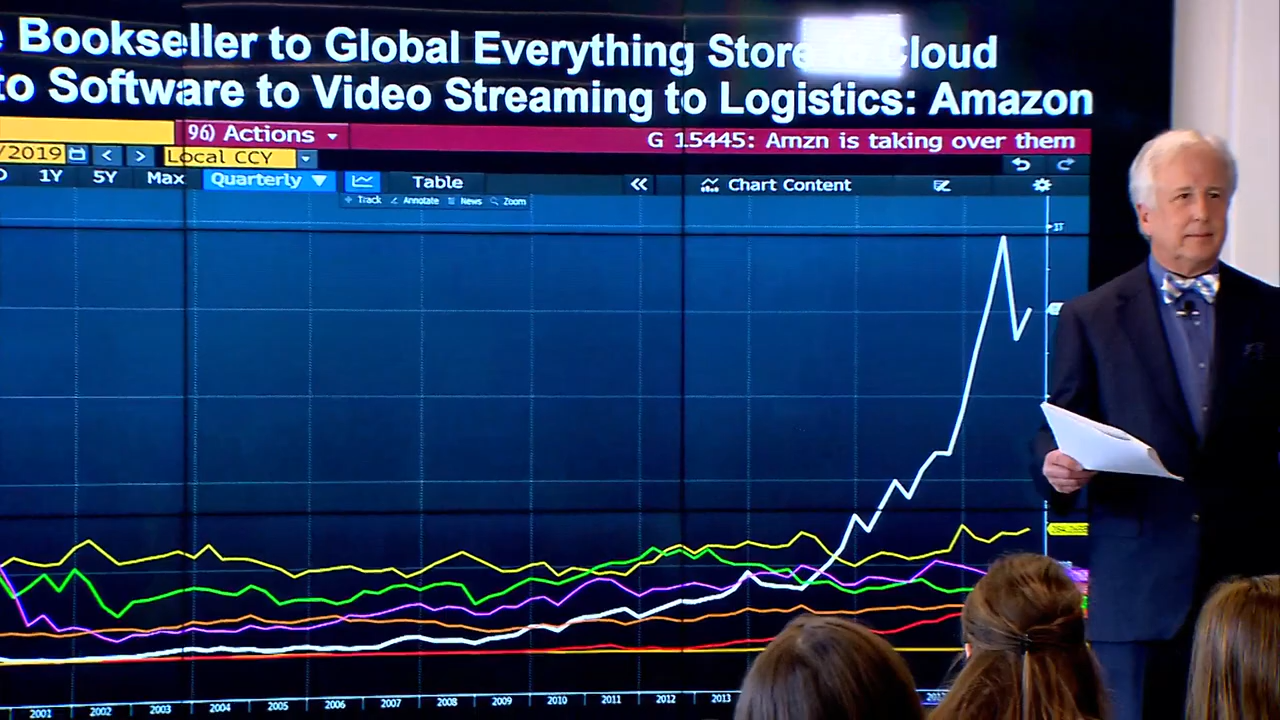 Bookseller to Global Everything Store Cloud
to Software to Video Streaming to Logistics: Amazon
96) Actions G 15445: Amzn is taking over them
/2019 < > Local CCY
1Y 5Y Max Quarterly Table « Chart Content
+ Track Annotate News Zoom
1T
2001 2002 2003 2004 2005 2006 2007 2008 2009 2010 2011 2012 2013